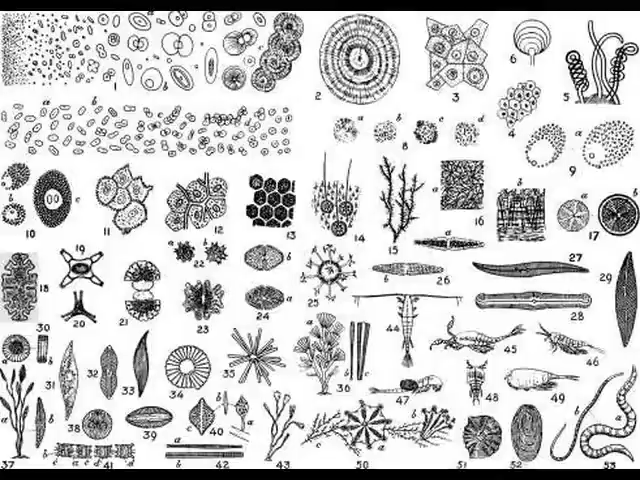 1 b c 2 3 6 5
a b 4
a b c d 8 a 9
a b c 10 11 12 13 14 15 a 16 b a 17
18 19 20 21 a b 22 23 b a 24 25 a b 26 27 28 29
30 a b 31 32 33 34 35 a b c 36 44 45 46
a b 37 38 39 b a 40 47 48 49
b c a c d d 41 a b 42 43 c a b 50 51 52 b a 53